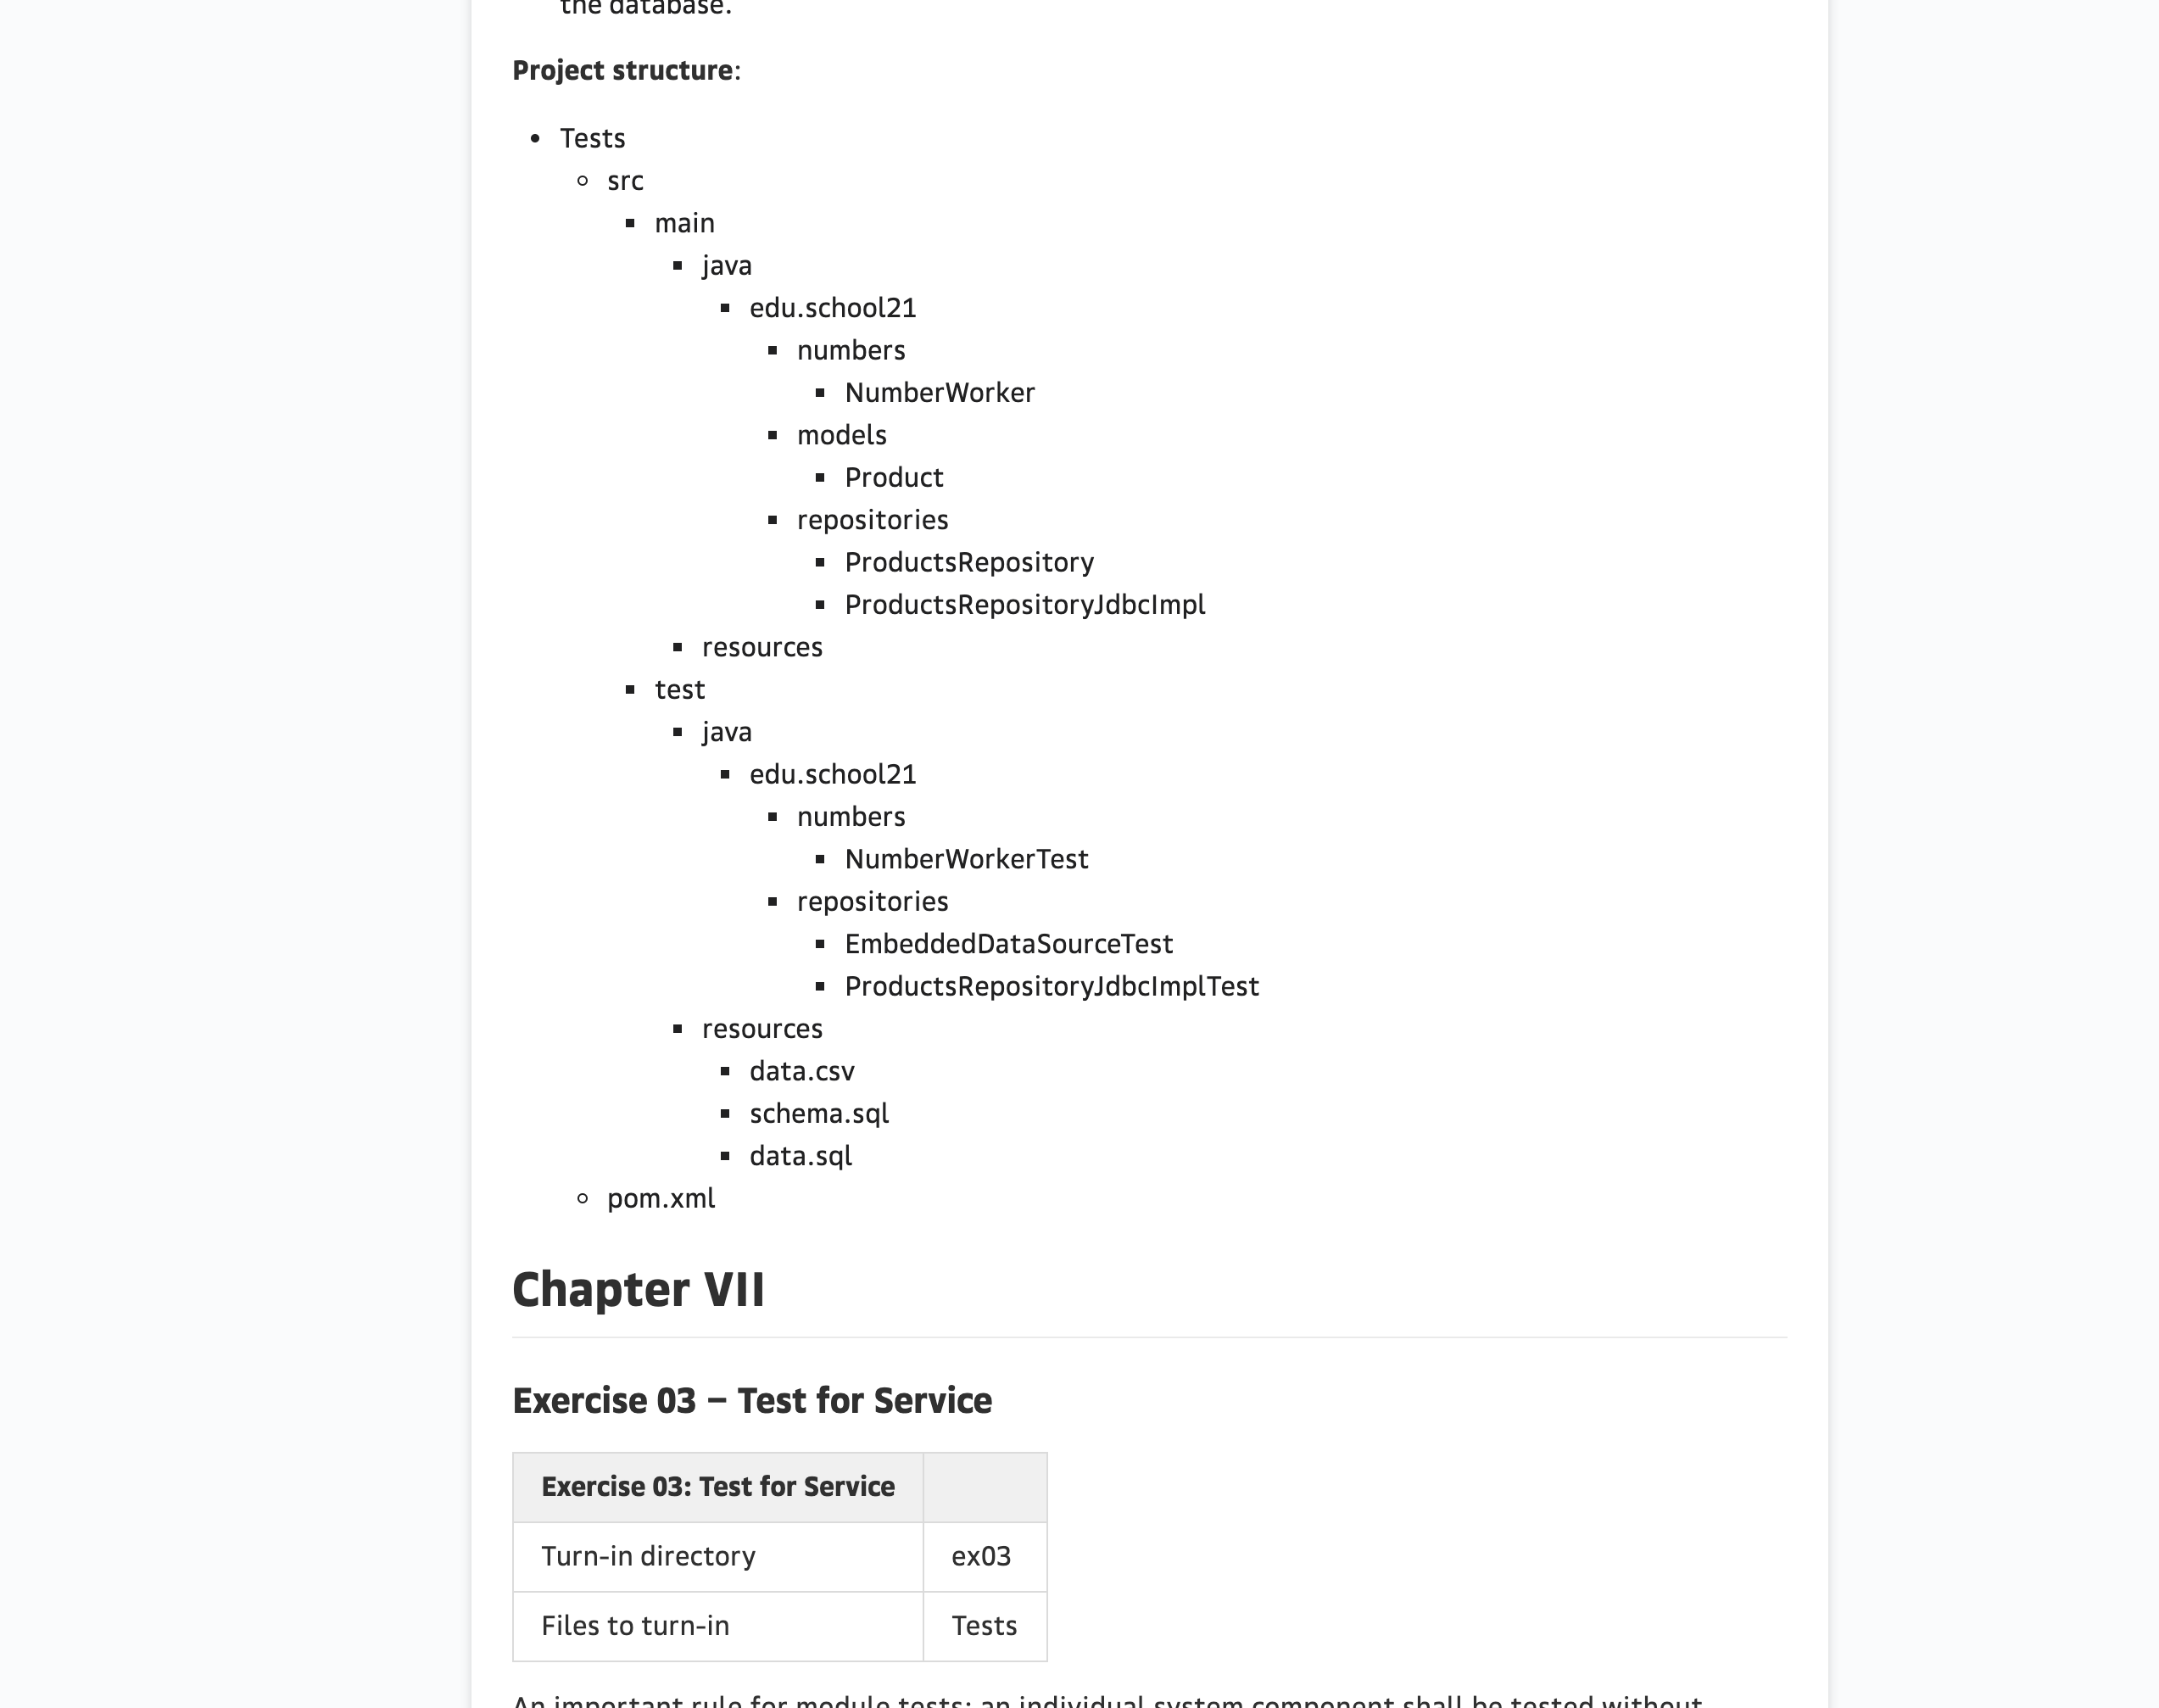 the database.
Project structure:
Tests
src
main
java
edu.school21
numbers
NumberWorker
models
Product
repositories
ProductsRepository
ProductsRepositoryJdbcImpl
resources
test
java
edu.school21
numbers
NumberWorkerTest
repositories
EmbeddedDataSourceTest
ProductsRepositoryJdbcImplTest
resources
data.csv
schema.sql
data.sql
pom.xml
Chapter VII
Exercise 03 – Test for Service
Exercise 03: Test for Service
Turn-in directory ex03
Files to turn-in Tests
An important rule for module tests: an individual system component shall be tested without